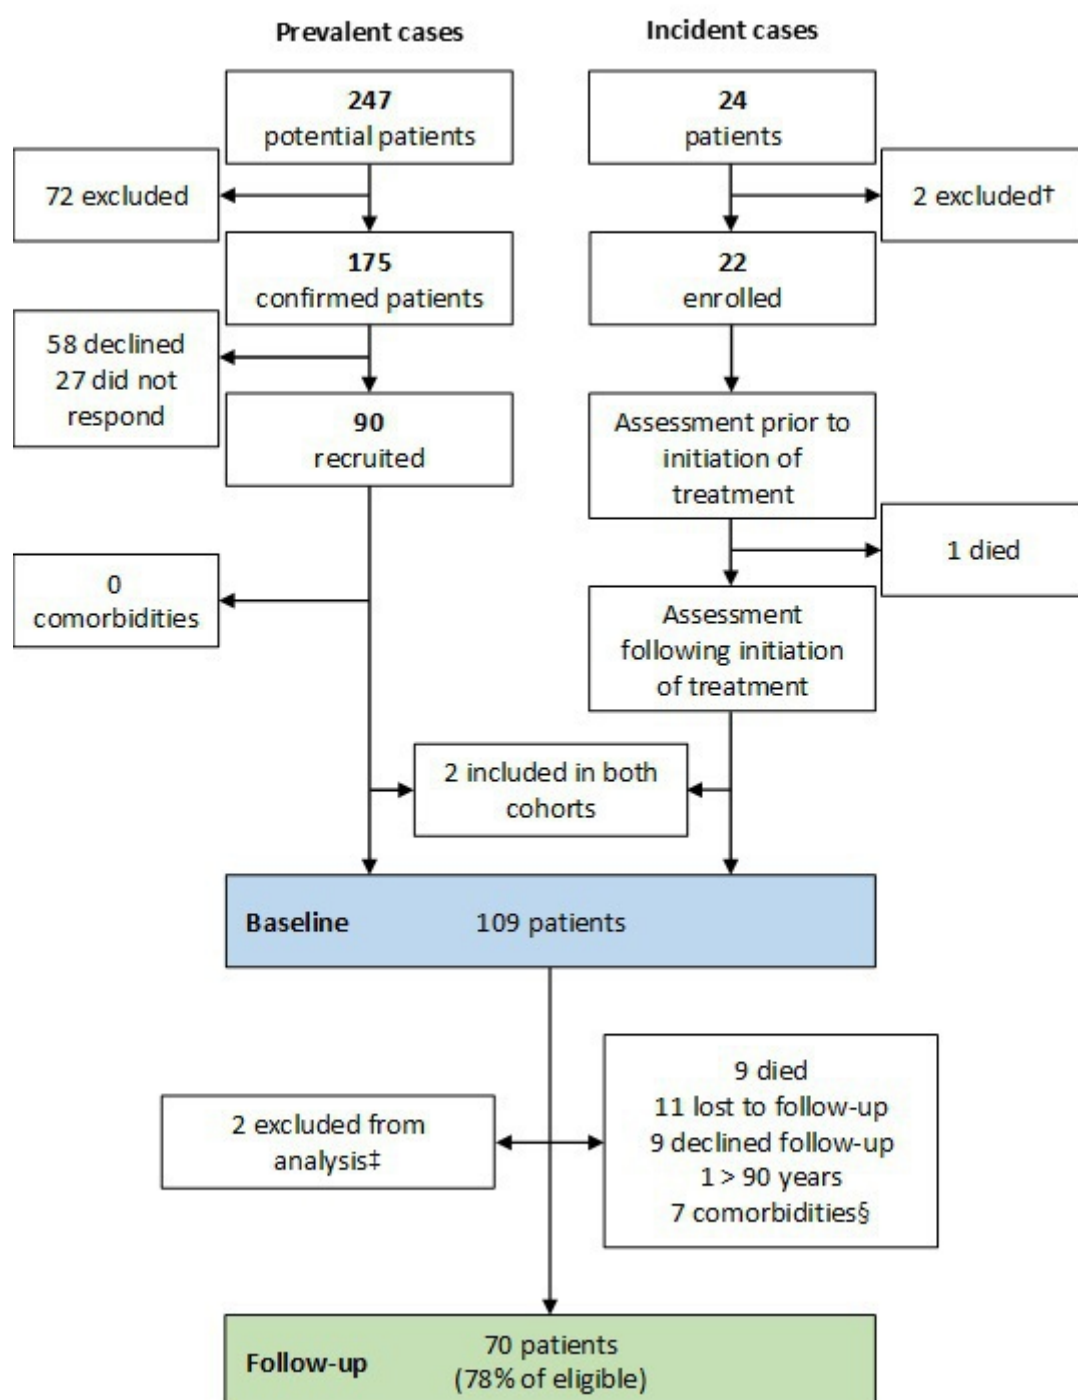 Prevalent cases
Incident cases
247
potential patients
24
patients
72 excluded
2 excluded†
175
confirmed patients
22
enrolled
58 declined
27 did not
respond
90
recruited
Assessment prior to
initiation of
treatment
1 died
0
comorbidities
Assessment
following initiation
of treatment
2 included in both
cohorts
Baseline 109 patients
2 excluded from
analysis‡
9 died
11 lost to follow-up
9 declined follow-up
1 > 90 years
7 comorbidities§
Follow-up
70 patients
(78% of eligible)